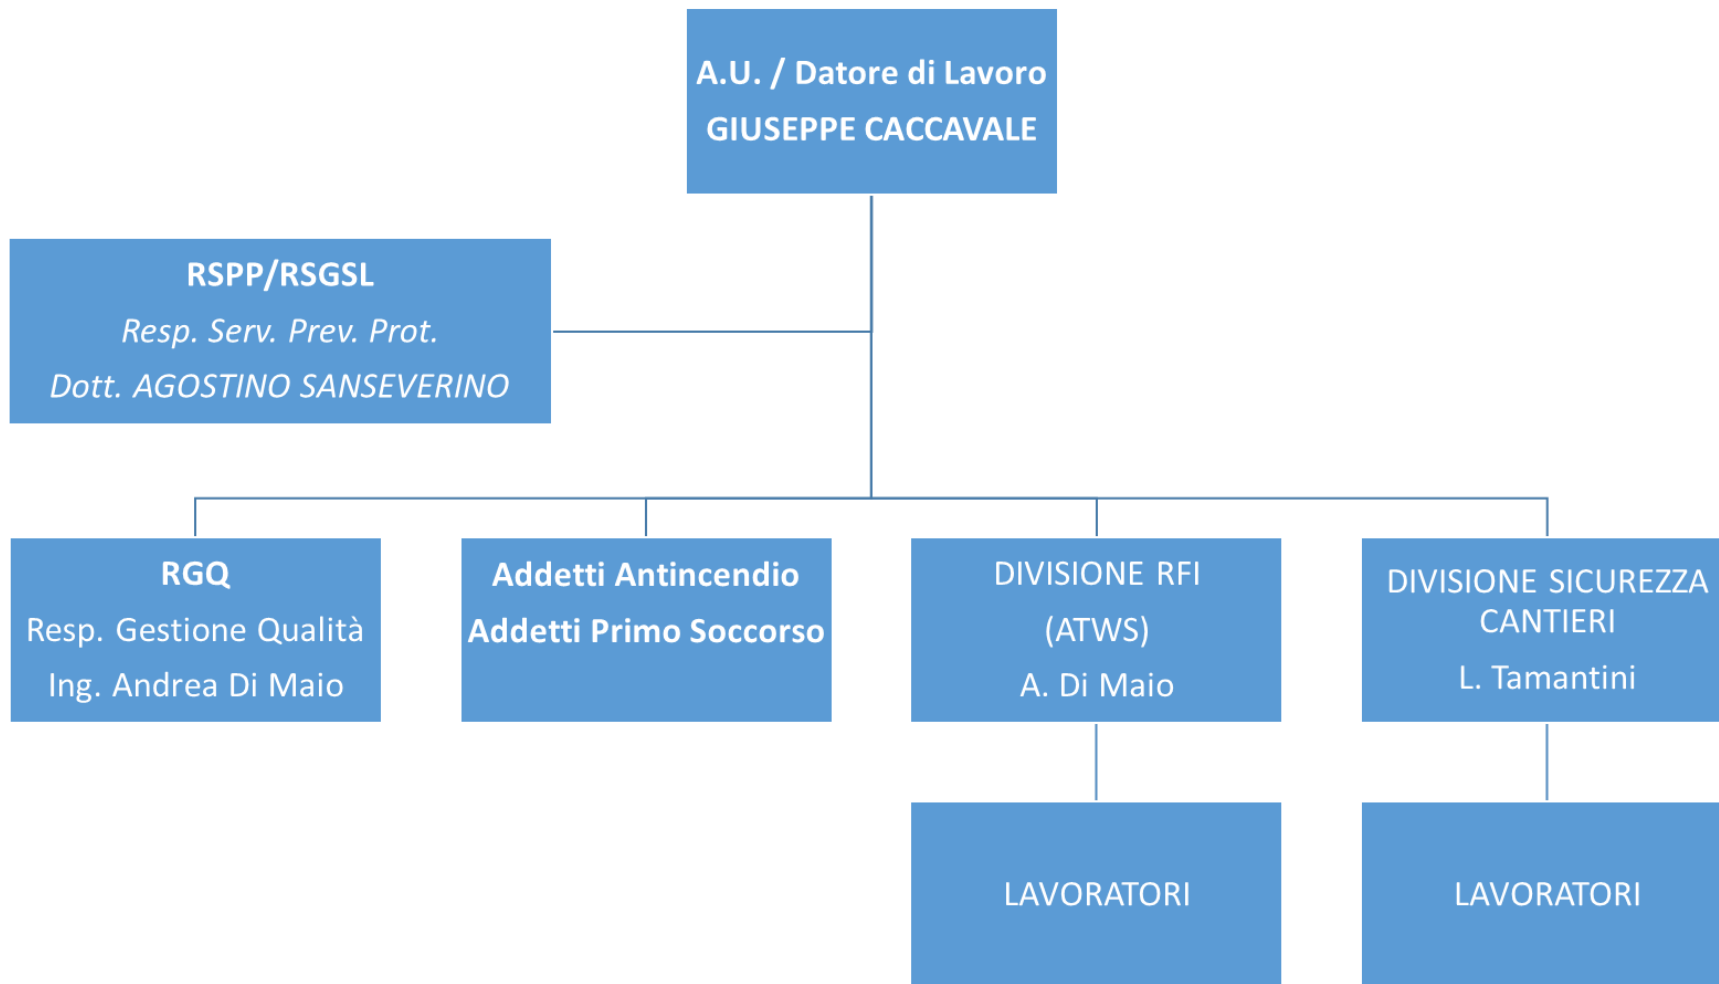 A.U. / Datore di Lavoro
GIUSEPPE CACCAVALE
RSPP/RSGSL
Resp. Serv. Prev. Prot.
Dott. AGOSTINO SANSEVERINO
RGQ
Resp. Gestione Qualità
Ing. Andrea Di Maio
Addetti Antincendio
Addetti Primo Soccorso
DIVISIONE RFI
(ATWS)
A. Di Maio
DIVISIONE SICUREZZA
CANTIERI
L. Tamantini
LAVORATORI
LAVORATORI